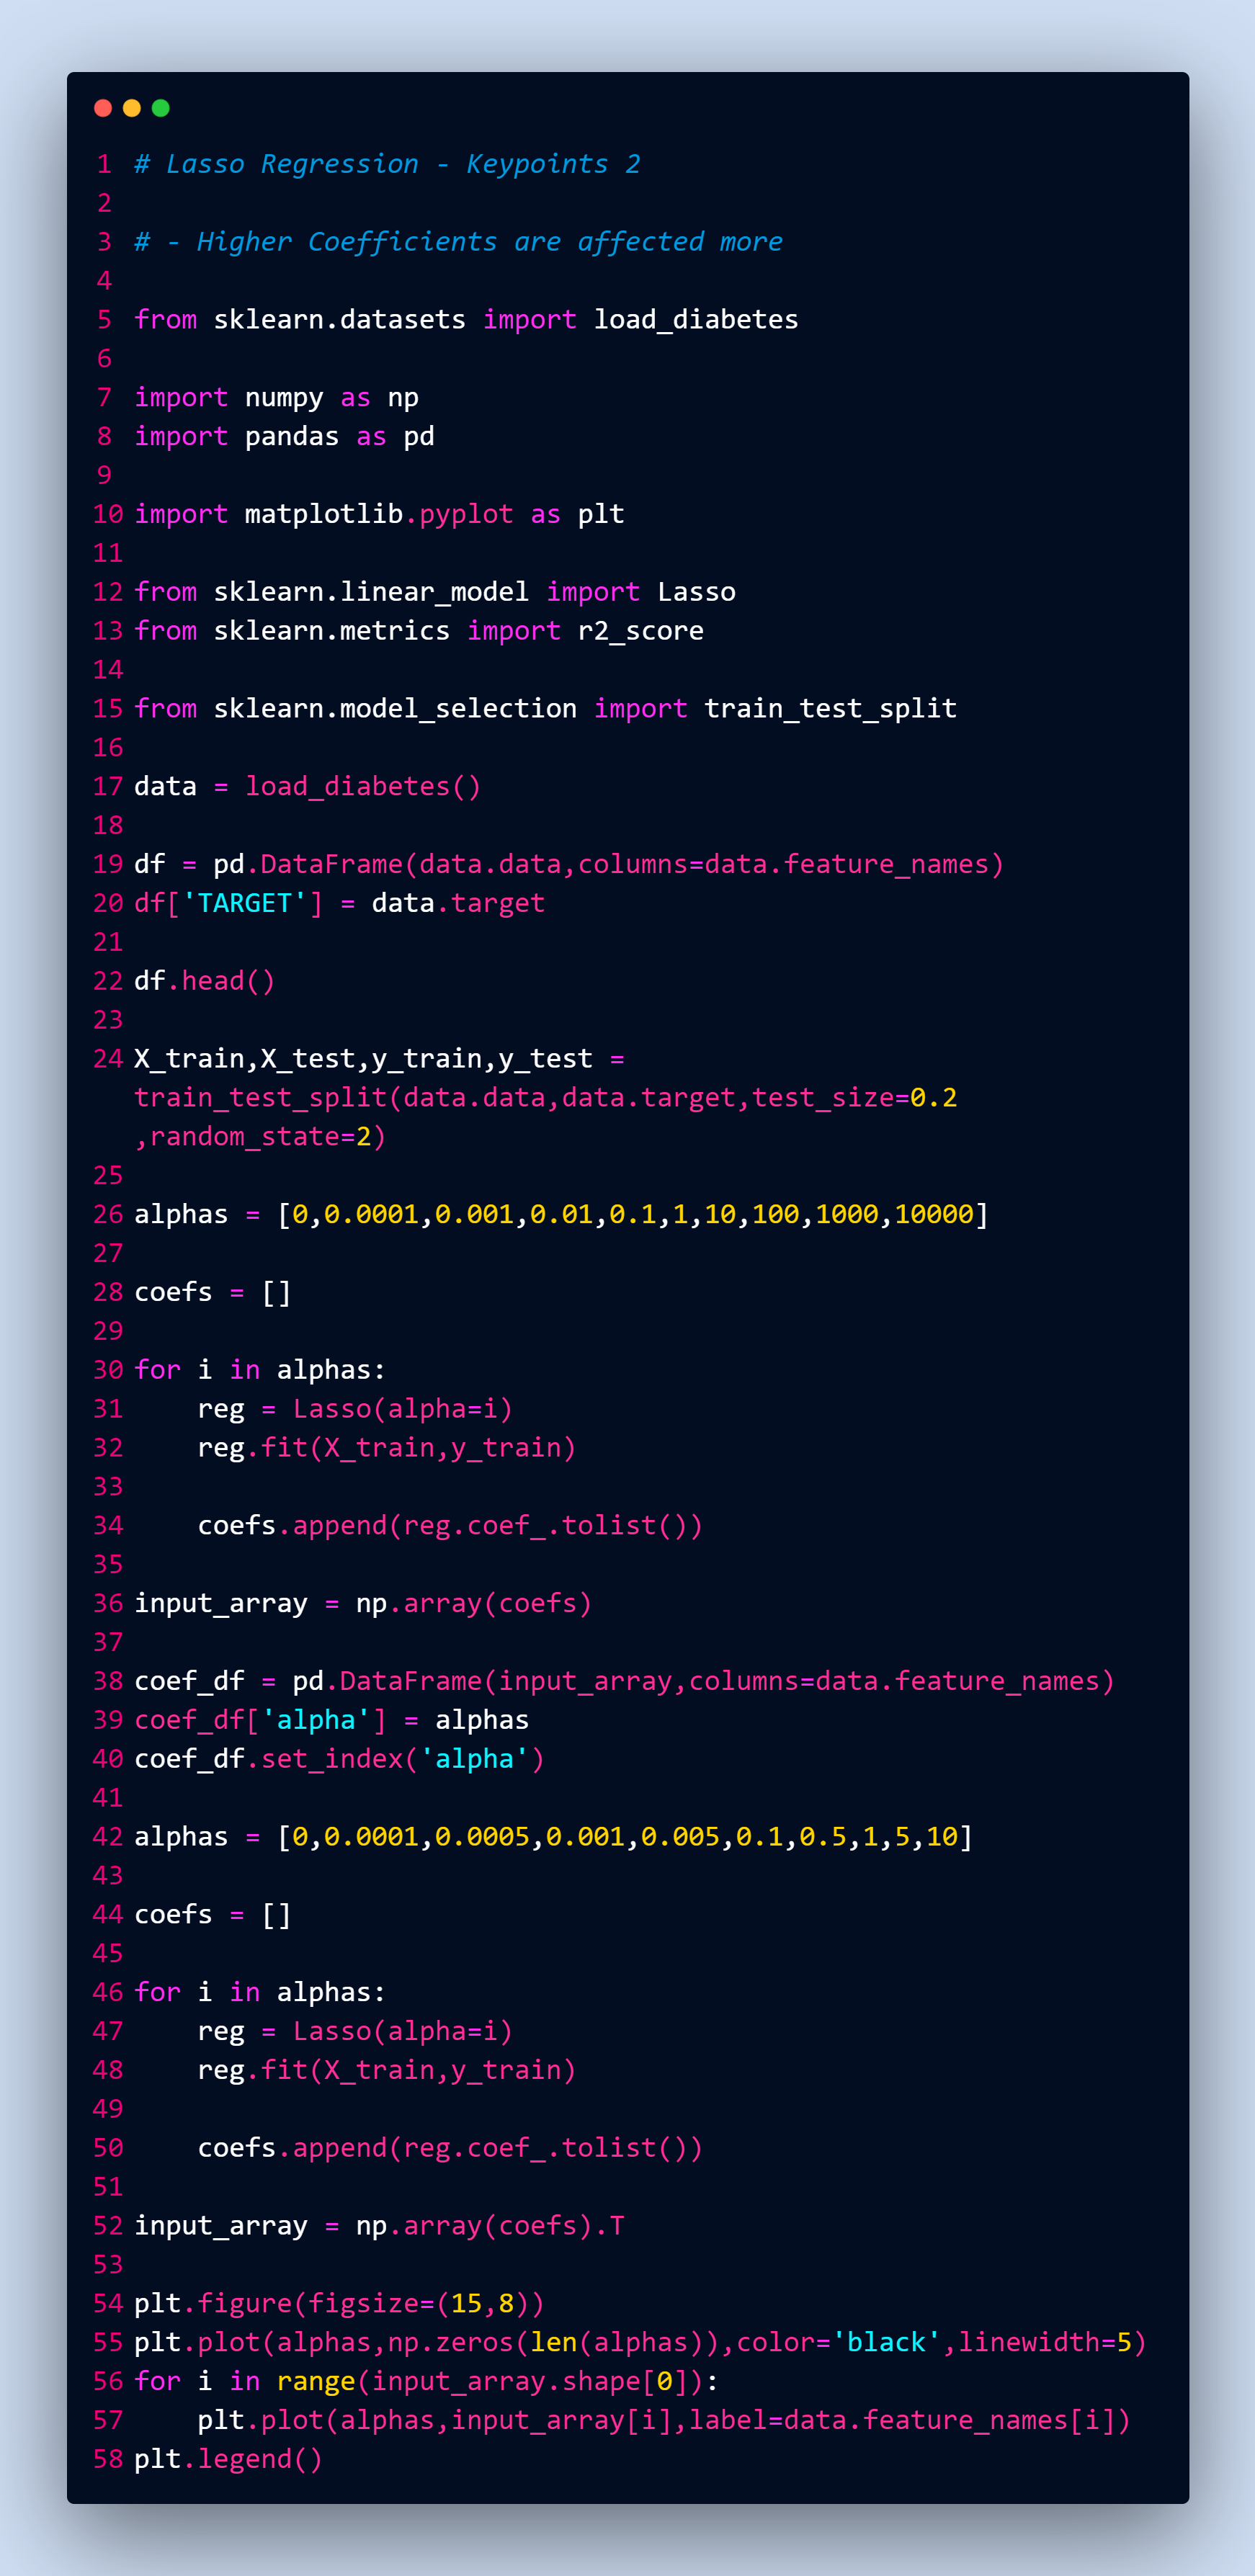 1 # Lasso Regression - Keypoints 2
2
3 # - Higher Coefficients are affected more
4
5 from sklearn.datasets import load_diabetes
6
7 import numpy as np
8 import pandas as pd
9
10 import matplotlib.pyplot as plt
11
12 from sklearn.linear_model import Lasso
13 from sklearn.metrics import r2_score
14
15 from sklearn.model_selection import train_test_split
16
17 data = load_diabetes()
18
19 df = pd.DataFrame(data.data,columns=data.feature_names)
20 df['TARGET'] = data.target
21
22 df.head()
23
24 X_train,X_test,y_train,y_test =
train_test_split(data.data,data.target,test_size=0.2
,random_state=2)
25
26 alphas = [0,0.0001,0.001,0.01,0.1,1,10,100,1000,10000]
27
28 coefs = []
29
30 for i in alphas:
31     reg = Lasso(alpha=i)
32     reg.fit(X_train,y_train)
33
34     coefs.append(reg.coef_.tolist())
35
36 input_array = np.array(coefs)
37
38 coef_df = pd.DataFrame(input_array,columns=data.feature_names)
39 coef_df['alpha'] = alphas
40 coef_df.set_index('alpha')
41
42 alphas = [0,0.0001,0.0005,0.001,0.005,0.1,0.5,1,5,10]
43
44 coefs = []
45
46 for i in alphas:
47     reg = Lasso(alpha=i)
48     reg.fit(X_train,y_train)
49
50     coefs.append(reg.coef_.tolist())
51
52 input_array = np.array(coefs).T
53
54 plt.figure(figsize=(15,8))
55 plt.plot(alphas,np.zeros(len(alphas)),color='black',linewidth=5)
56 for i in range(input_array.shape[0]):
57     plt.plot(alphas,input_array[i],label=data.feature_names[i])
58 plt.legend()